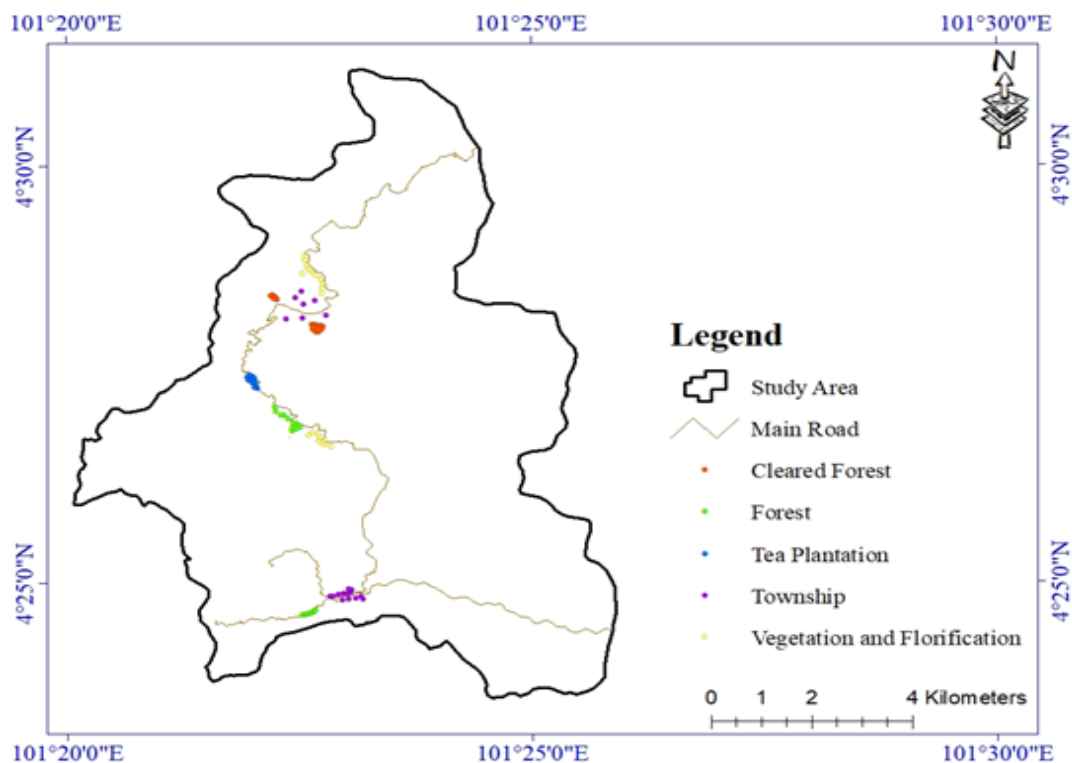 101°20'0"E 101°25'0"E 101°30'0"E
N
4°30'0"N 4°30'0"N
Legend
Study Area
Main Road
Cleared Forest
Forest
Tea Plantation
Township
Vegetation and Florification
4°25'0"N 4°25'0"N
0 1 2 4 Kilometers
101°20'0"E 101°25'0"E 101°30'0"E